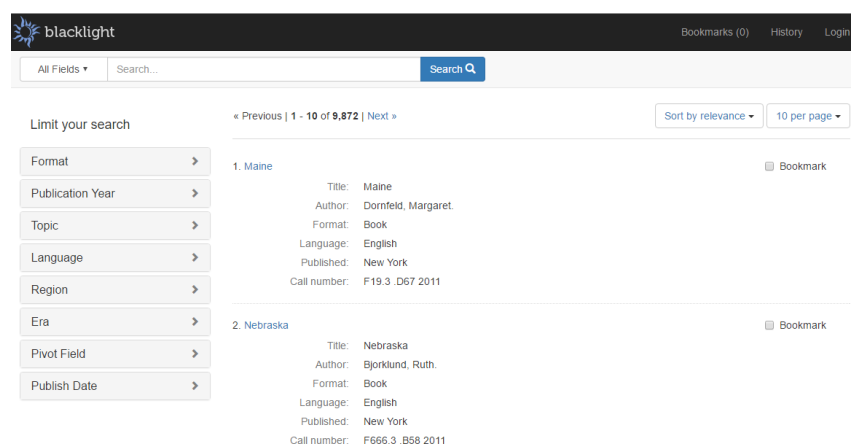 blacklight
Bookmarks (0) History Login
All Fields ▾ Search... Search
Limit your search
Format
Publication Year
Topic
Language
Region
Era
Pivot Field
Publish Date
« Previous | 1 - 10 of 9,872 | Next »
Sort by relevance ▾ 10 per page ▾
1. Maine
Bookmark
Title: Maine
Author: Dornfeld, Margaret.
Format: Book
Language: English
Published: New York
Call number: F19.3 .D67 2011
2. Nebraska
Bookmark
Title: Nebraska
Author: Bjorklund, Ruth.
Format: Book
Language: English
Published: New York
Call number: F666.3 .B58 2011